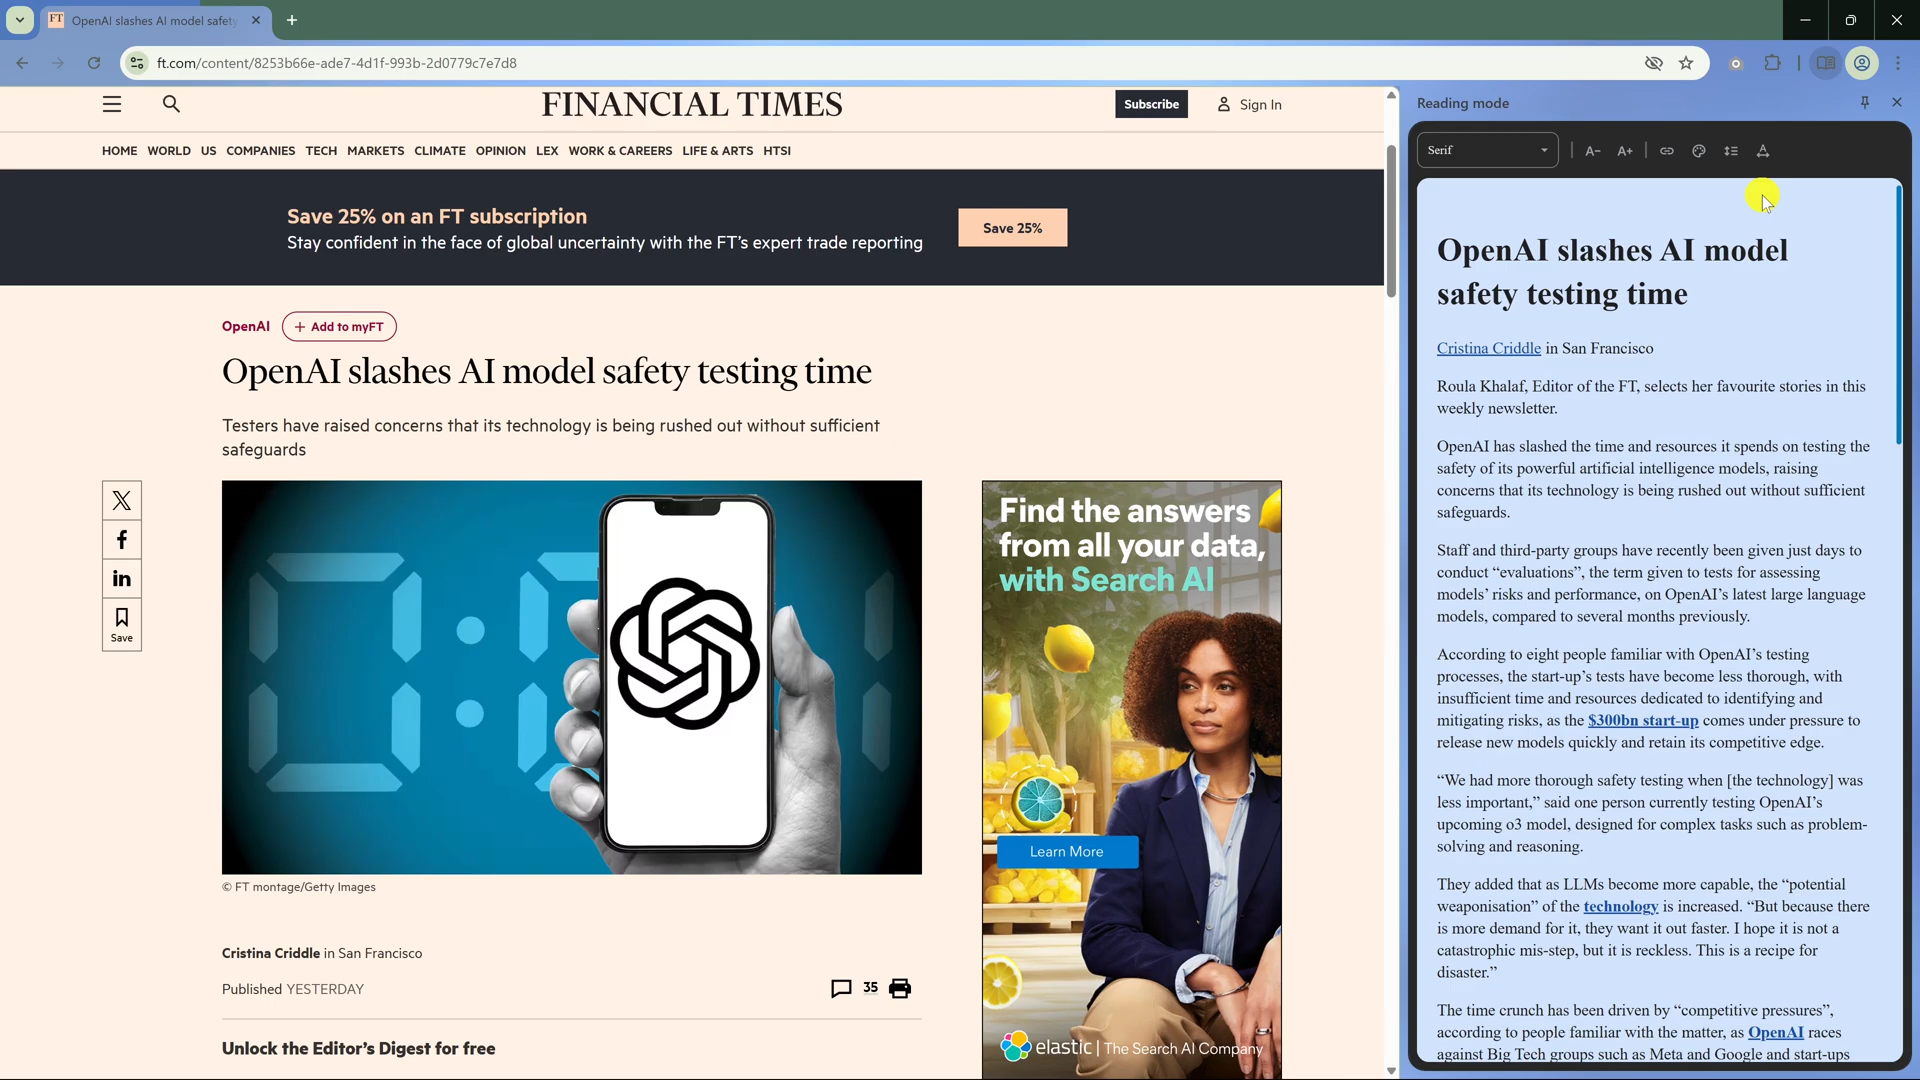 FT OpenAI slashes AI model safety
ft.com/content/8253b66e-ade7-4d1f-993b-2d0779c7e7d8
FINANCIAL TIMES
Subscribe
Sign In
HOME WORLD US COMPANIES TECH MARKETS CLIMATE OPINION LEX WORK & CAREERS LIFE & ARTS HTSI
Save 25% on an FT subscription
Stay confident in the face of global uncertainty with the FT's expert trade reporting
Save 25%
OpenAI
+ Add to myFT
OpenAI slashes AI model safety testing time
Testers have raised concerns that its technology is being rushed out without sufficient
safeguards
Save
© FT montage/Getty Images
Cristina Criddle in San Francisco
Published YESTERDAY
35
Unlock the Editor's Digest for free
Find the answers
from all your data,
with Search AI
Learn More
elastic | The Search AI Company
Reading mode
Serif
A- A+
OpenAI slashes AI model
safety testing time
Cristina Criddle in San Francisco
Roula Khalaf, Editor of the FT, selects her favourite stories in this
weekly newsletter.
OpenAI has slashed the time and resources it spends on testing the
safety of its powerful artificial intelligence models, raising
concerns that its technology is being rushed out without sufficient
safeguards.
Staff and third-party groups have recently been given just days to
conduct “evaluations”, the term given to tests for assessing
models’ risks and performance, on OpenAI’s latest large language
models, compared to several months previously.
According to eight people familiar with OpenAI’s testing
processes, the start-up’s tests have become less thorough, with
insufficient time and resources dedicated to identifying and
mitigating risks, as the $300bn start-up comes under pressure to
release new models quickly and retain its competitive edge.
“We had more thorough safety testing when [the technology] was
less important,” said one person currently testing OpenAI’s
upcoming o3 model, designed for complex tasks such as problem-
solving and reasoning.
They added that as LLMs become more capable, the “potential
weaponisation” of the technology is increased. “But because there
is more demand for it, they want it out faster. I hope it is not a
catastrophic mis-step, but it is reckless. This is a recipe for
disaster.”
The time crunch has been driven by “competitive pressures”,
according to people familiar with the matter, as OpenAI races
against Big Tech groups such as Meta and Google and start-ups